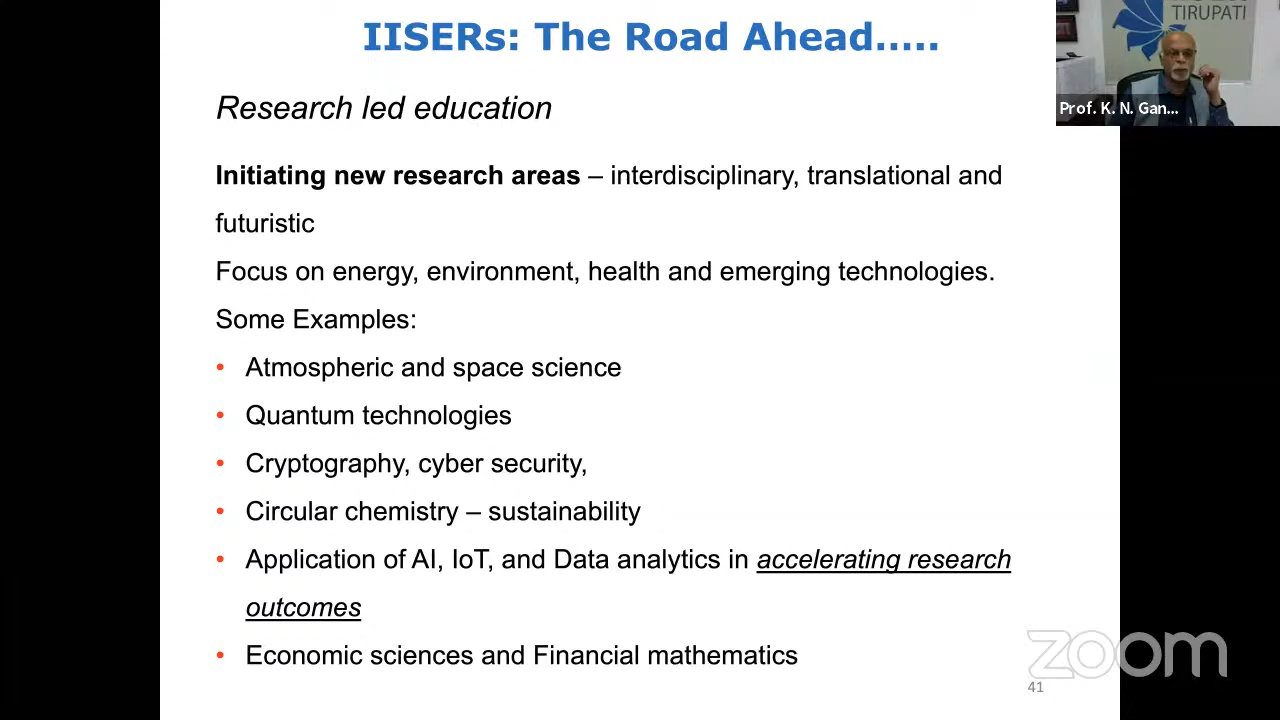 IISERs: The Road Ahead.....
TIRUPATI
Prof. K. N. Gan...
Research led education
Initiating new research areas – interdisciplinary, translational and
futuristic
Focus on energy, environment, health and emerging technologies.
Some Examples:
• Atmospheric and space science
• Quantum technologies
• Cryptography, cyber security,
• Circular chemistry – sustainability
• Application of AI, IoT, and Data analytics in accelerating research
outcomes
• Economic sciences and Financial mathematics
zoom
41